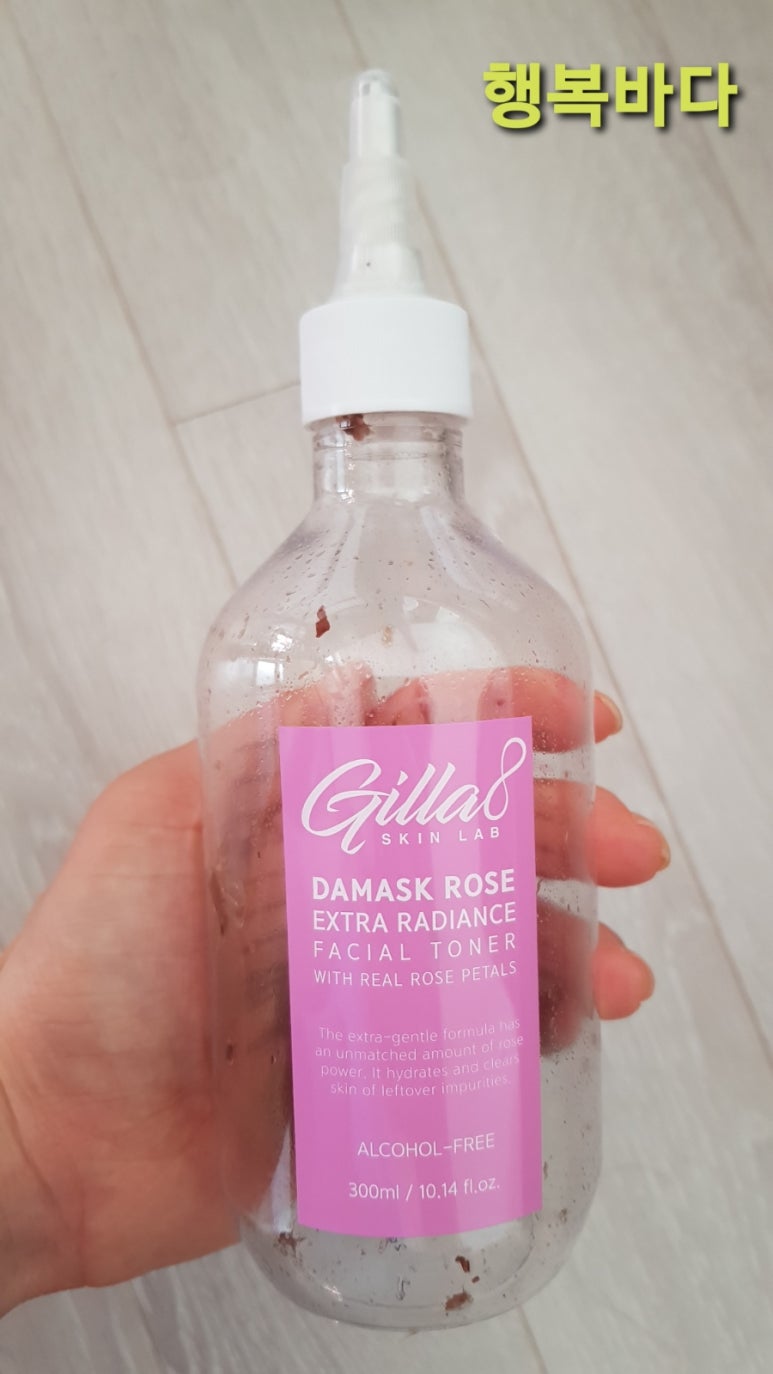 행복바다
Gilla8
SKIN LAB
DAMASK ROSE
EXTRA RADIANCE
FACIAL TONER
WITH REAL ROSE PETALS
The extra-gentle formula has
an unmatched amount of rose
power. It hydrates and clears
skin of leftover impurities.
ALCOHOL-FREE
300ml / 10.14 fl.oz.